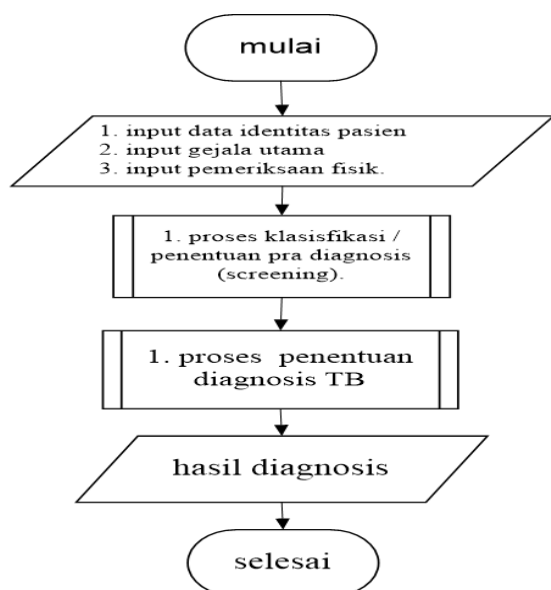 mulai
1. input data identitas pasien
2. input gejala utama
3. input pemeriksaan fisik.
1. proses klasisfikasi /
penentuan pra diagnosis
(screening).
1. proses penentuan
diagnosis TB
hasil diagnosis
selesai